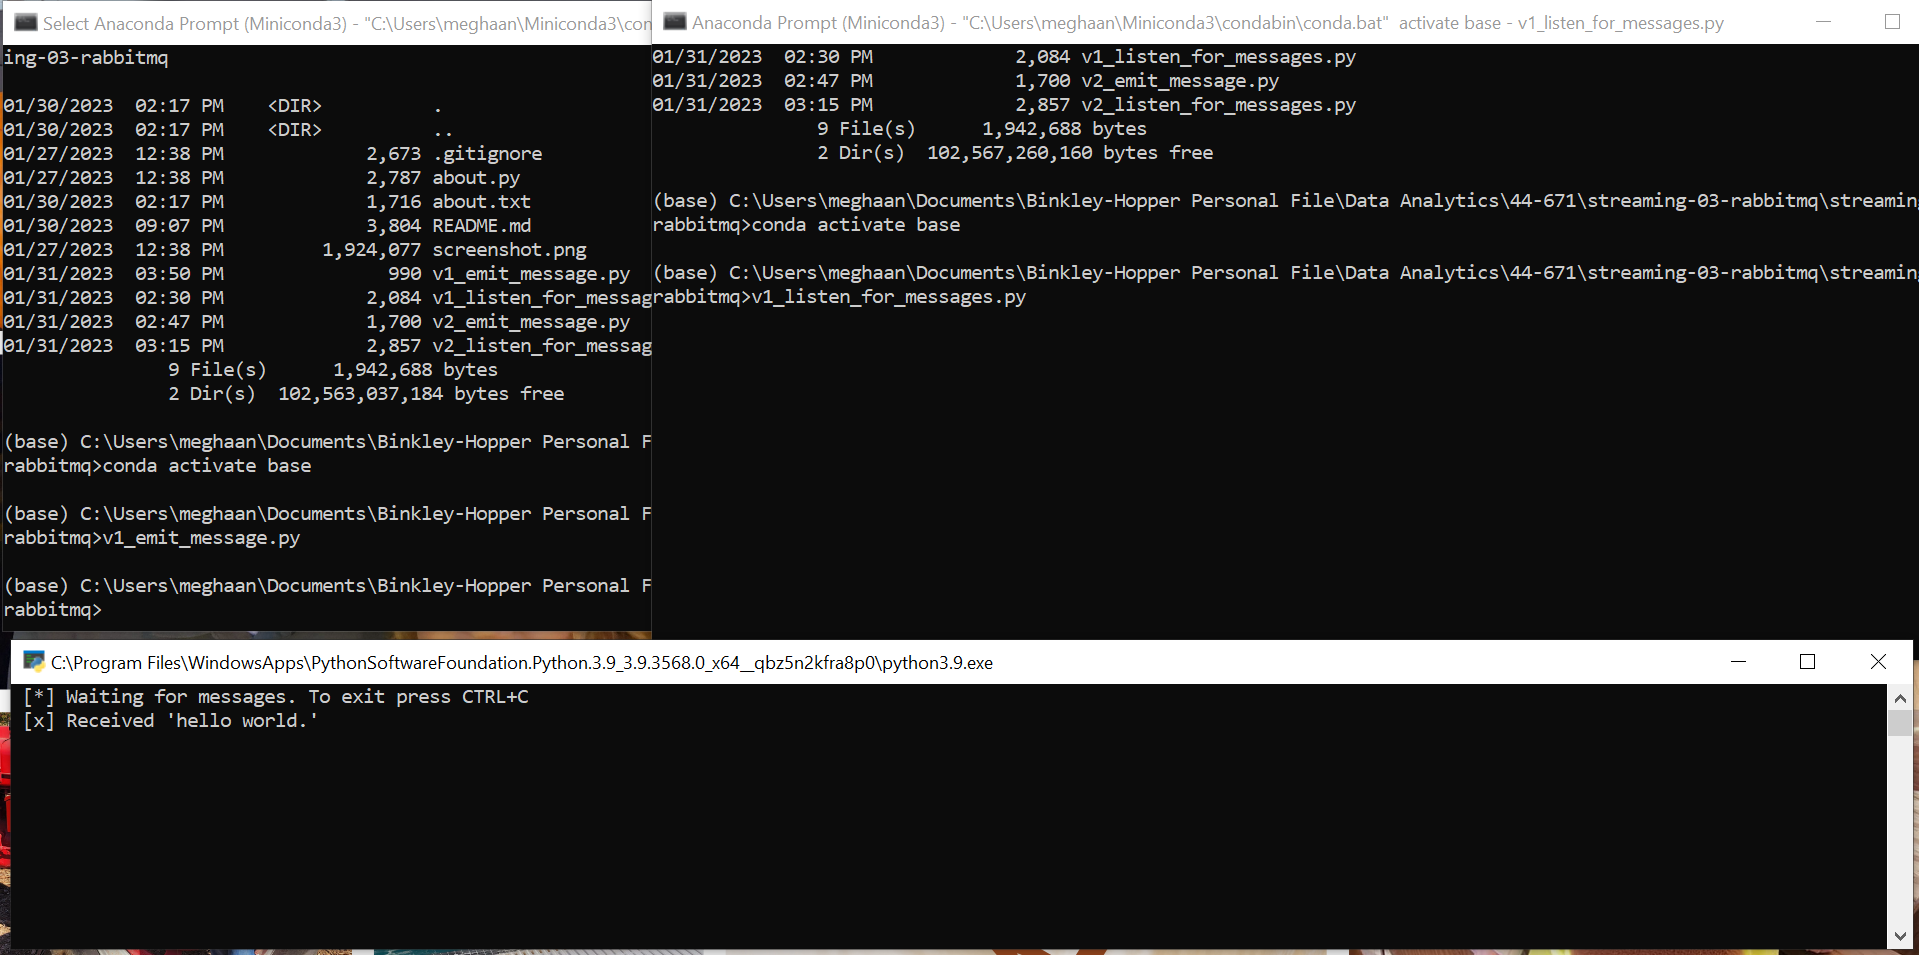 Select Anaconda Prompt (Miniconda3) - "C:\Users\meghaan\Miniconda3\con
ing-03-rabbitmq
01/30/2023  02:17 PM    <DIR>          .
01/30/2023  02:17 PM    <DIR>          ..
01/27/2023  12:38 PM             2,673 .gitignore
01/27/2023  12:38 PM             2,787 about.py
01/30/2023  02:17 PM             1,716 about.txt
01/30/2023  09:07 PM             3,804 README.md
01/27/2023  12:38 PM         1,924,077 screenshot.png
01/31/2023  03:50 PM               990 v1_emit_message.py
01/31/2023  02:30 PM             2,084 v1_listen_for_messag
01/31/2023  02:47 PM             1,700 v2_emit_message.py
01/31/2023  03:15 PM             2,857 v2_listen_for_messag
9 File(s)      1,942,688 bytes
2 Dir(s)  102,563,037,184 bytes free
(base) C:\Users\meghaan\Documents\Binkley-Hopper Personal F
rabbitmq>conda activate base
(base) C:\Users\meghaan\Documents\Binkley-Hopper Personal F
rabbitmq>v1_emit_message.py
(base) C:\Users\meghaan\Documents\Binkley-Hopper Personal F
rabbitmq>
Anaconda Prompt (Miniconda3) - "C:\Users\meghaan\Miniconda3\condabin\conda.bat"  activate base - v1_listen_for_messages.py
01/31/2023  02:30 PM             2,084 v1_listen_for_messages.py
01/31/2023  02:47 PM             1,700 v2_emit_message.py
01/31/2023  03:15 PM             2,857 v2_listen_for_messages.py
9 File(s)      1,942,688 bytes
2 Dir(s)  102,567,260,160 bytes free
(base) C:\Users\meghaan\Documents\Binkley-Hopper Personal File\Data Analytics\44-671\streaming-03-rabbitmq\streamin
rabbitmq>conda activate base
(base) C:\Users\meghaan\Documents\Binkley-Hopper Personal File\Data Analytics\44-671\streaming-03-rabbitmq\streamin
rabbitmq>v1_listen_for_messages.py
C:\Program Files\WindowsApps\PythonSoftwareFoundation.Python.3.9_3.9.3568.0_x64__qbz5n2kfra8p0\python3.9.exe
[*] Waiting for messages. To exit press CTRL+C
[x] Received 'hello world.'